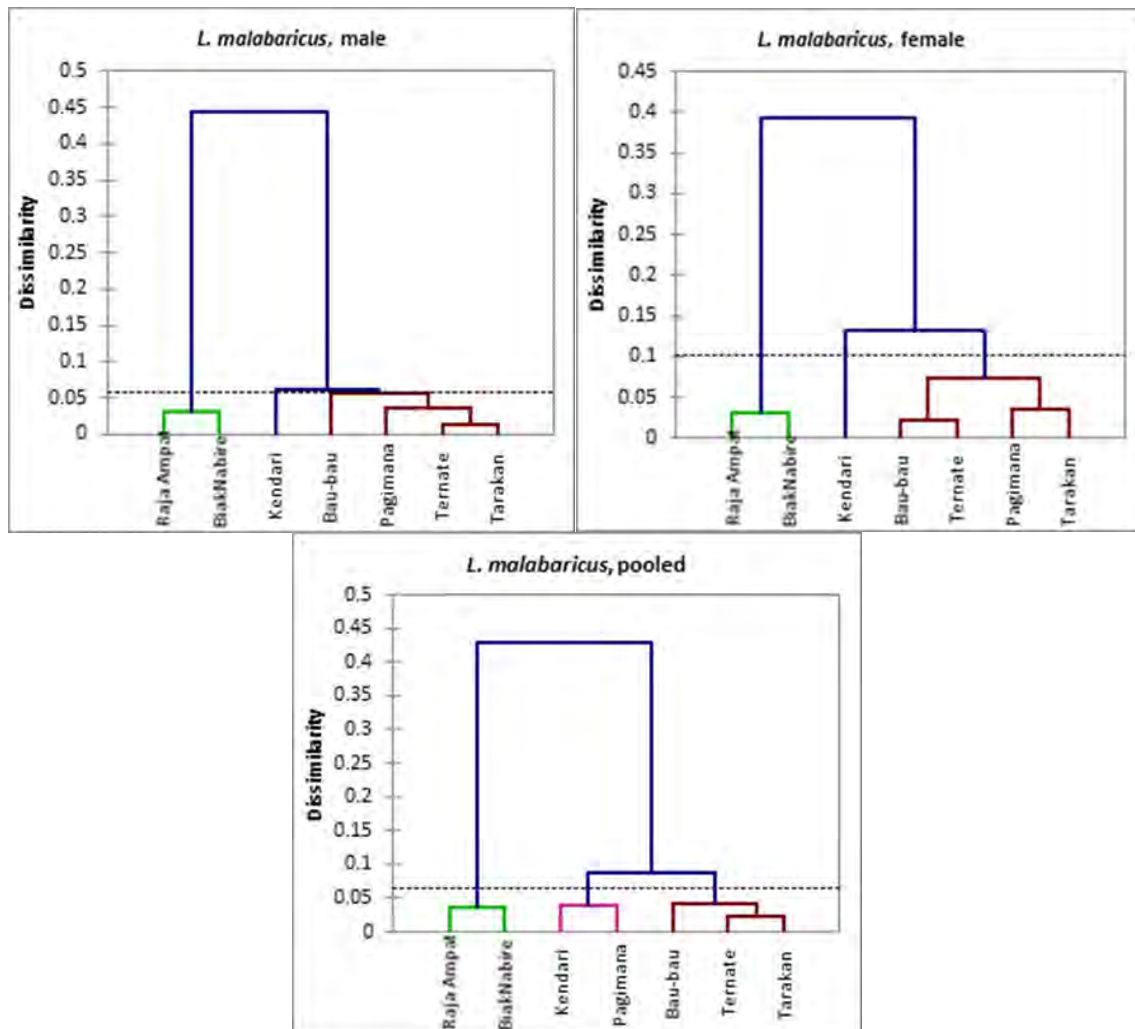 L. malabaricus, male
0.5
0.45
0.4
0.35
0.3
0.25
0.2
0.15
0.1
0.05
0
Dissimilarity
Raja Ampat
BiakNabire
Kendari
Bau-bau
Pagimana
Ternate
Tarakan
L. malabaricus, female
0.45
0.4
0.35
0.3
0.25
0.2
0.15
0.1
0.05
0
Dissimilarity
Raja Ampat
BiakNabire
Kendari
Bau-bau
Ternate
Pagimana
Tarakan
L. malabaricus, pooled
0.5
0.45
0.4
0.35
0.3
0.25
0.2
0.15
0.1
0.05
0
Dissimilarity
Raja Ampat
BiakNabire
Kendari
Pagimana
Bau-bau
Ternate
Tarakan